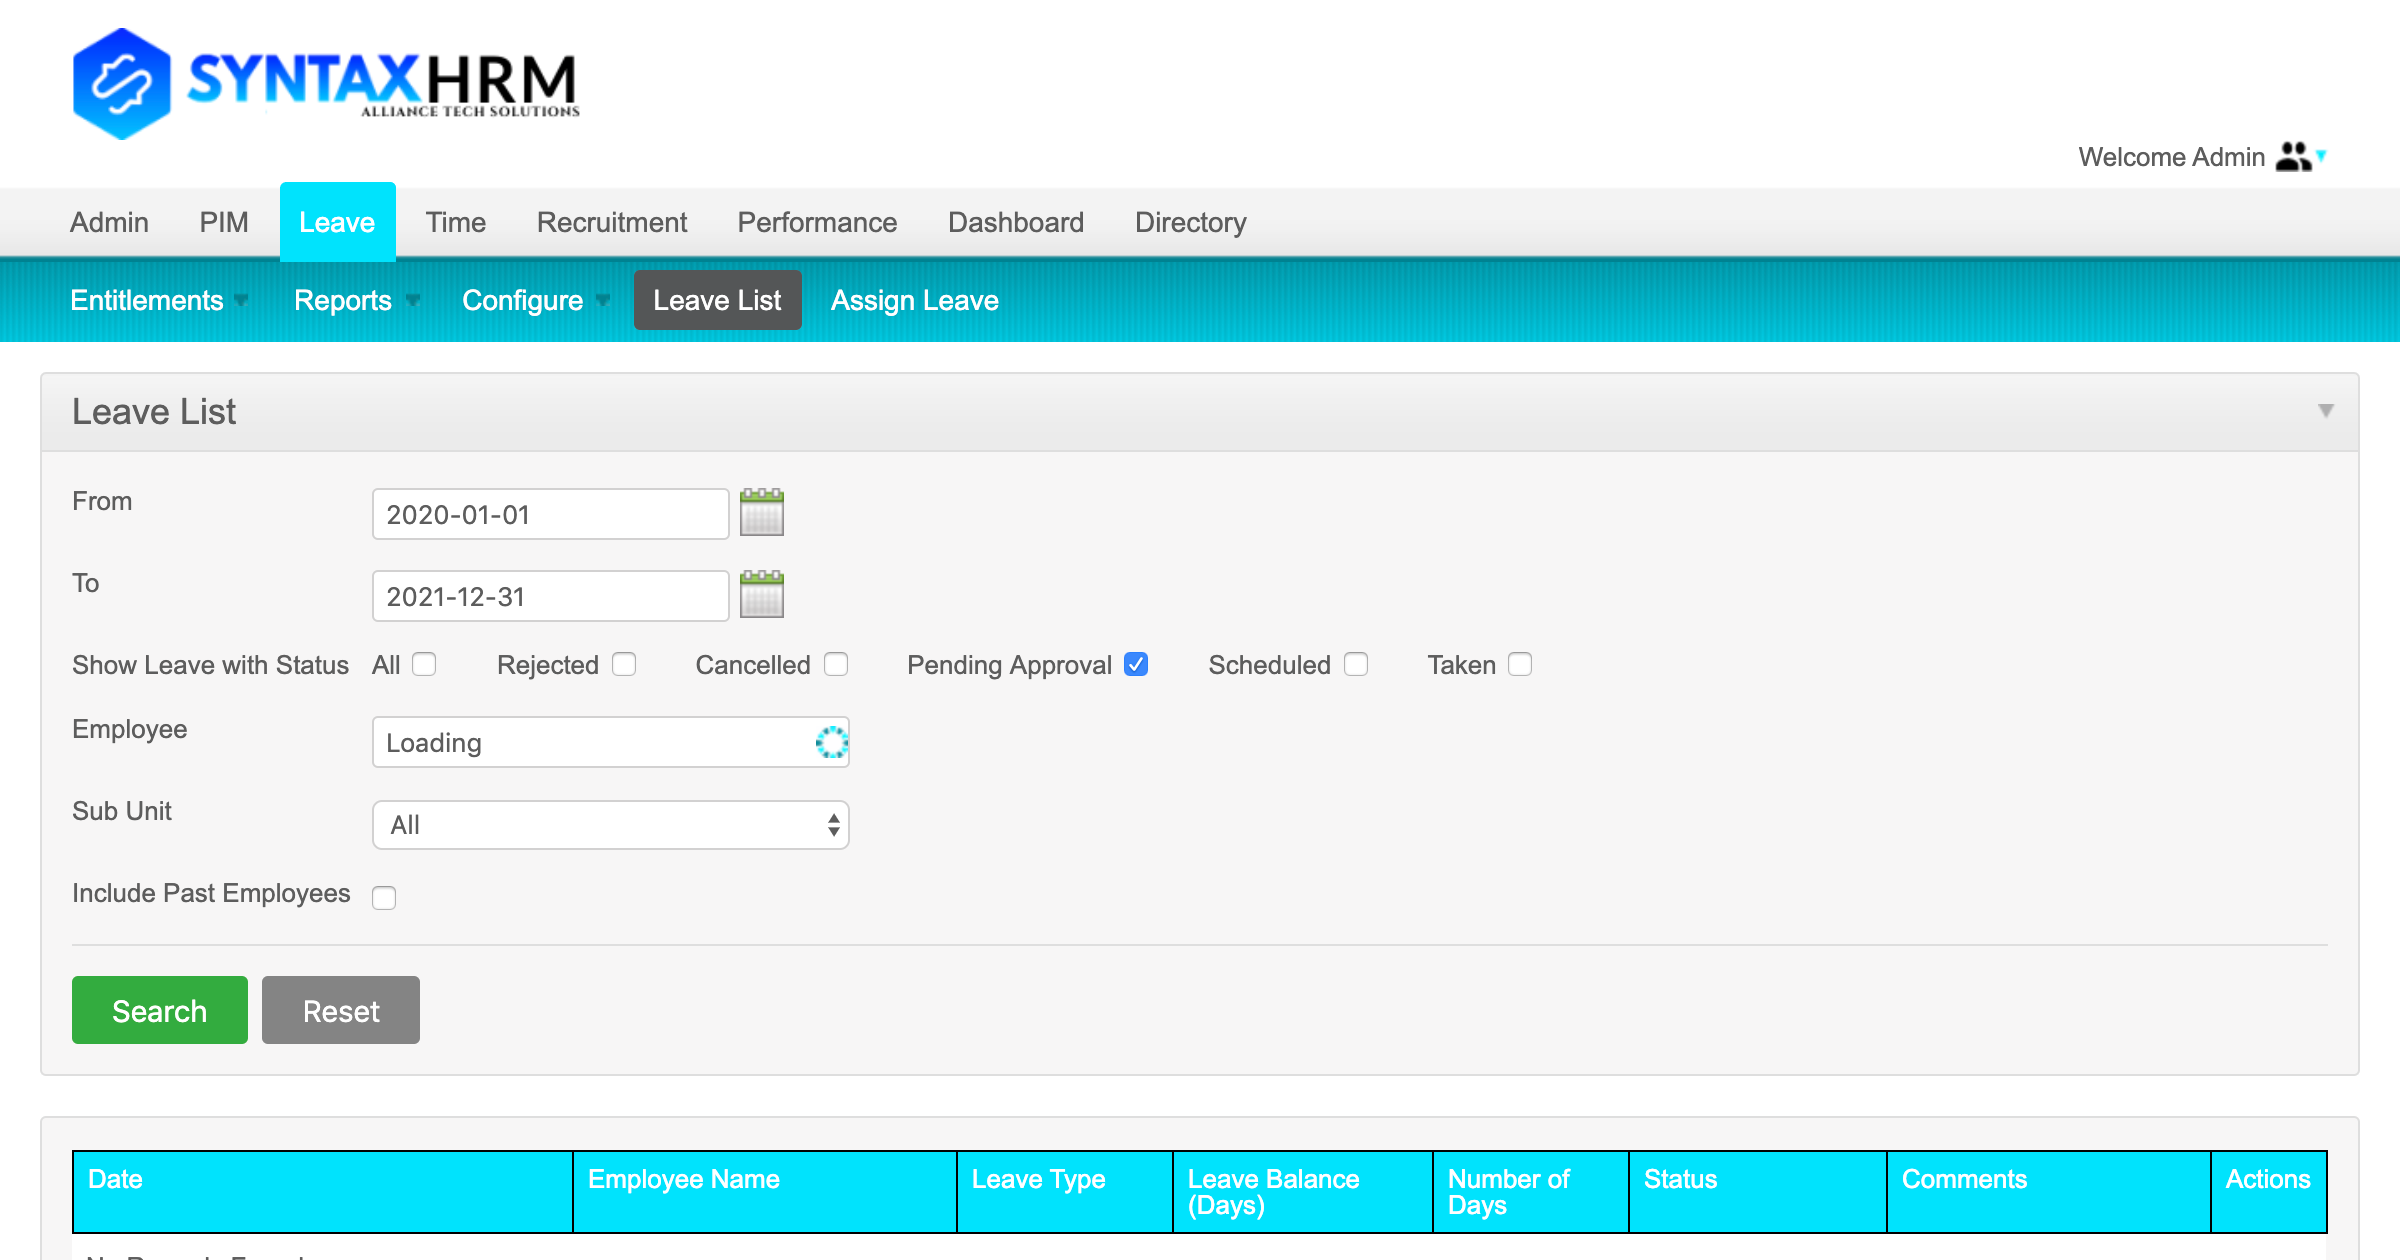 SYNTAXHRM
ALLIANCE TECH SOLUTIONS
Welcome Admin
Admin PIM Leave Time Recruitment Performance Dashboard Directory
Entitlements Reports Configure Leave List Assign Leave
Leave List
From 2020-01-01
To 2021-12-31
Show Leave with Status All Rejected Cancelled Pending Approval Scheduled Taken
Employee Loading
Sub Unit All
Include Past Employees
Search Reset
Date Employee Name Leave Type Leave Balance Number of Status Comments Actions
(Days) Days